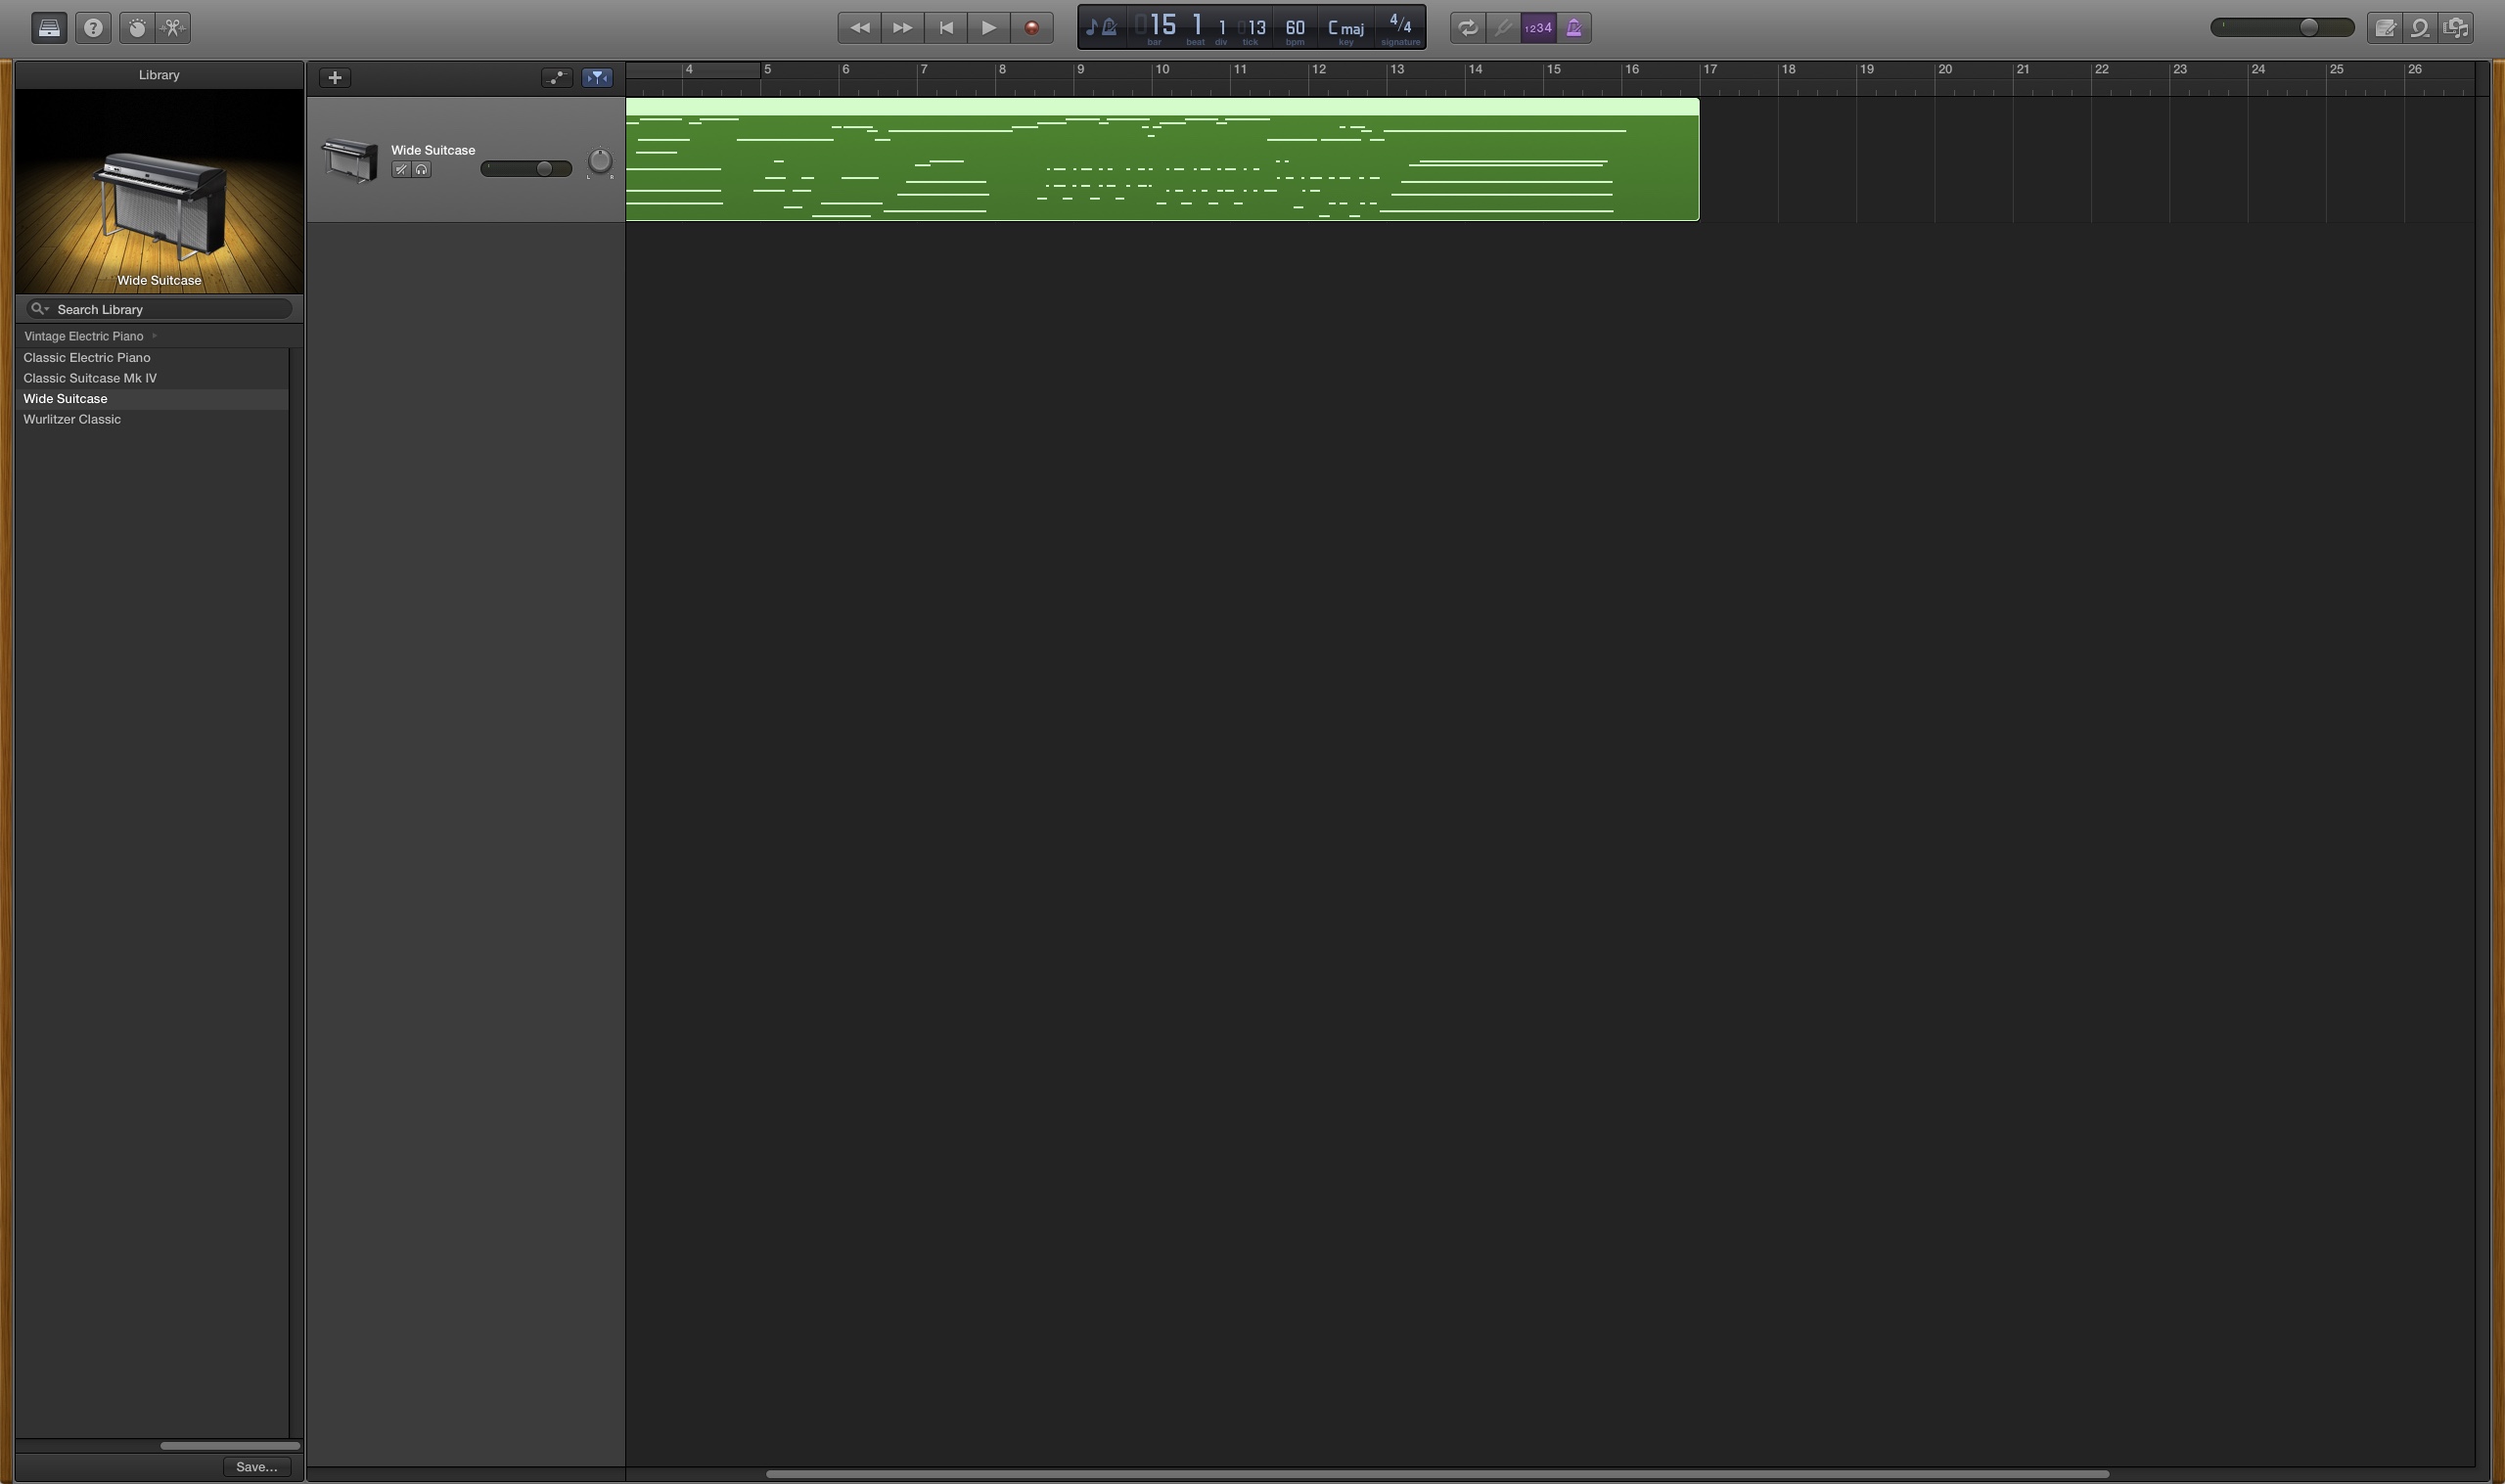 ?
15 1 1 13 60 C maj 4/4
bar beat div tick bpm key signature
1234
Library
4 5 6 7 8 9 10 11 12 13 14 15 16 17 18 19 20 21 22 23 24 25 26
Wide Suitcase
L R
Wide Suitcase
Search Library
Vintage Electric Piano
Classic Electric Piano
Classic Suitcase Mk IV
Wide Suitcase
Wurlitzer Classic
Save...